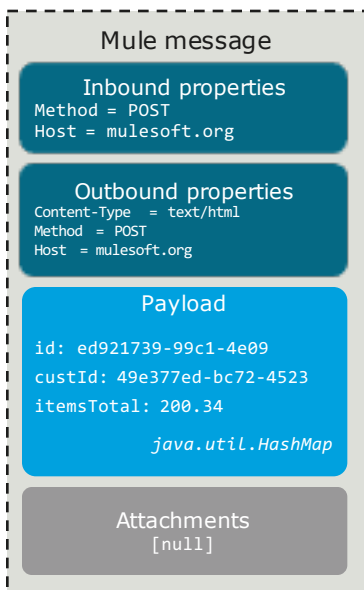 Mule message
Inbound properties
Method = POST
Host = mulesoft.org
Outbound properties
Content-Type = text/html
Method = POST
Host = mulesoft.org
Payload
id: ed921739-99c1-4e09
custId: 49e377ed-bc72-4523
itemsTotal: 200.34
java.util.HashMap
Attachments
[null]